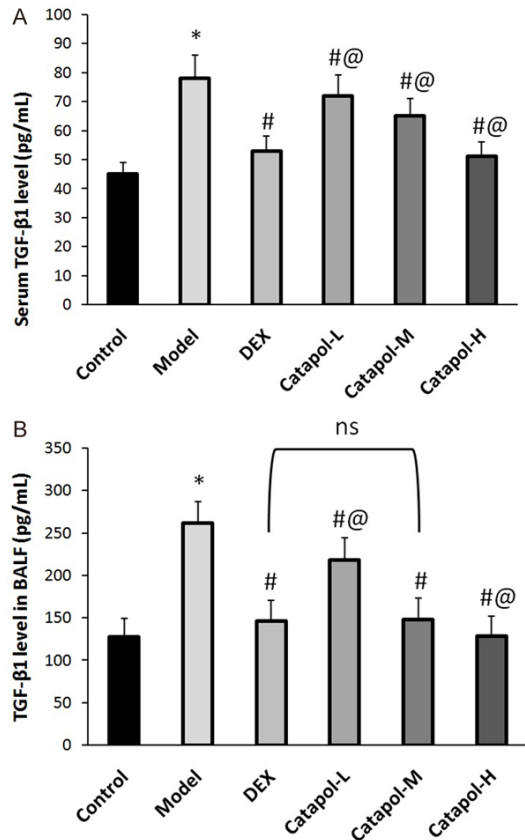 A
Serum TGF-β1 level (pg/mL)
100
90
80
70
60
50
40
30
20
10
0
*
#
#@
#@
#@
Control
Model
DEX
Catapol-L
Catapol-M
Catapol-H
B
TGF-β1 level in BALF (pg/mL)
350
300
250
200
150
100
50
0
ns
*
#
#@
#
#@
Control
Model
DEX
Catapol-L
Catapol-M
Catapol-H